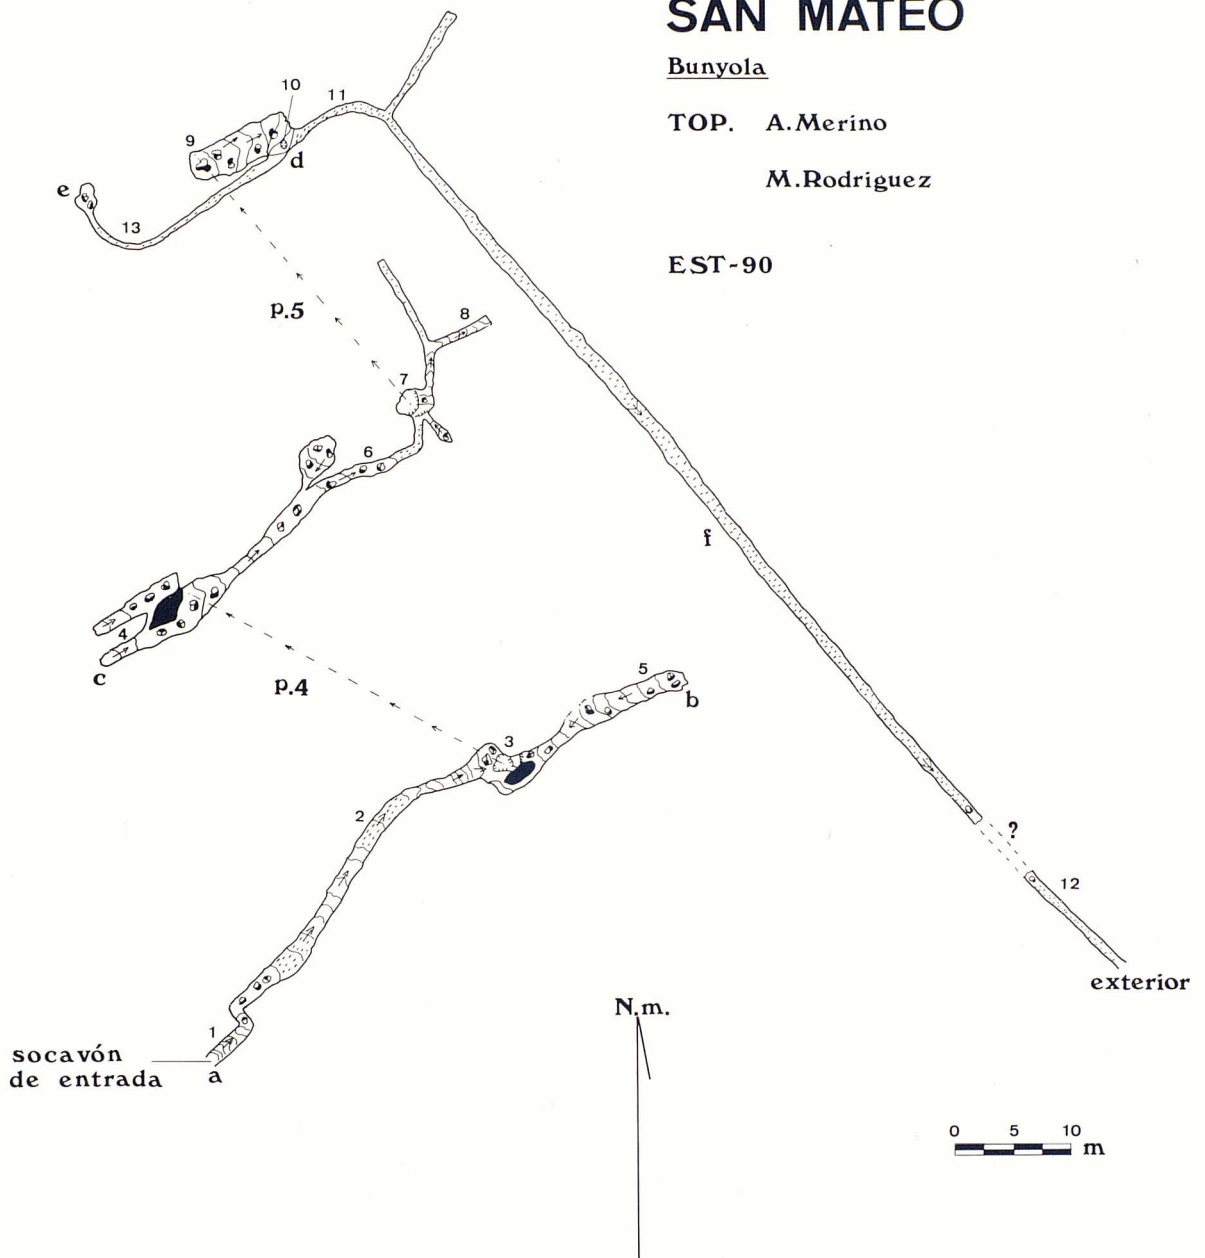 SAN MATEO
Bunyola
TOP. A.Merino
M.Rodriguez
EST-90
10
11
9
d
e
13
p.5
8
7
6
f
4
c
p.4
5
b
3
2
?
12
exterior
N.m.
1
socavón
de entrada
a
0 5 10
m